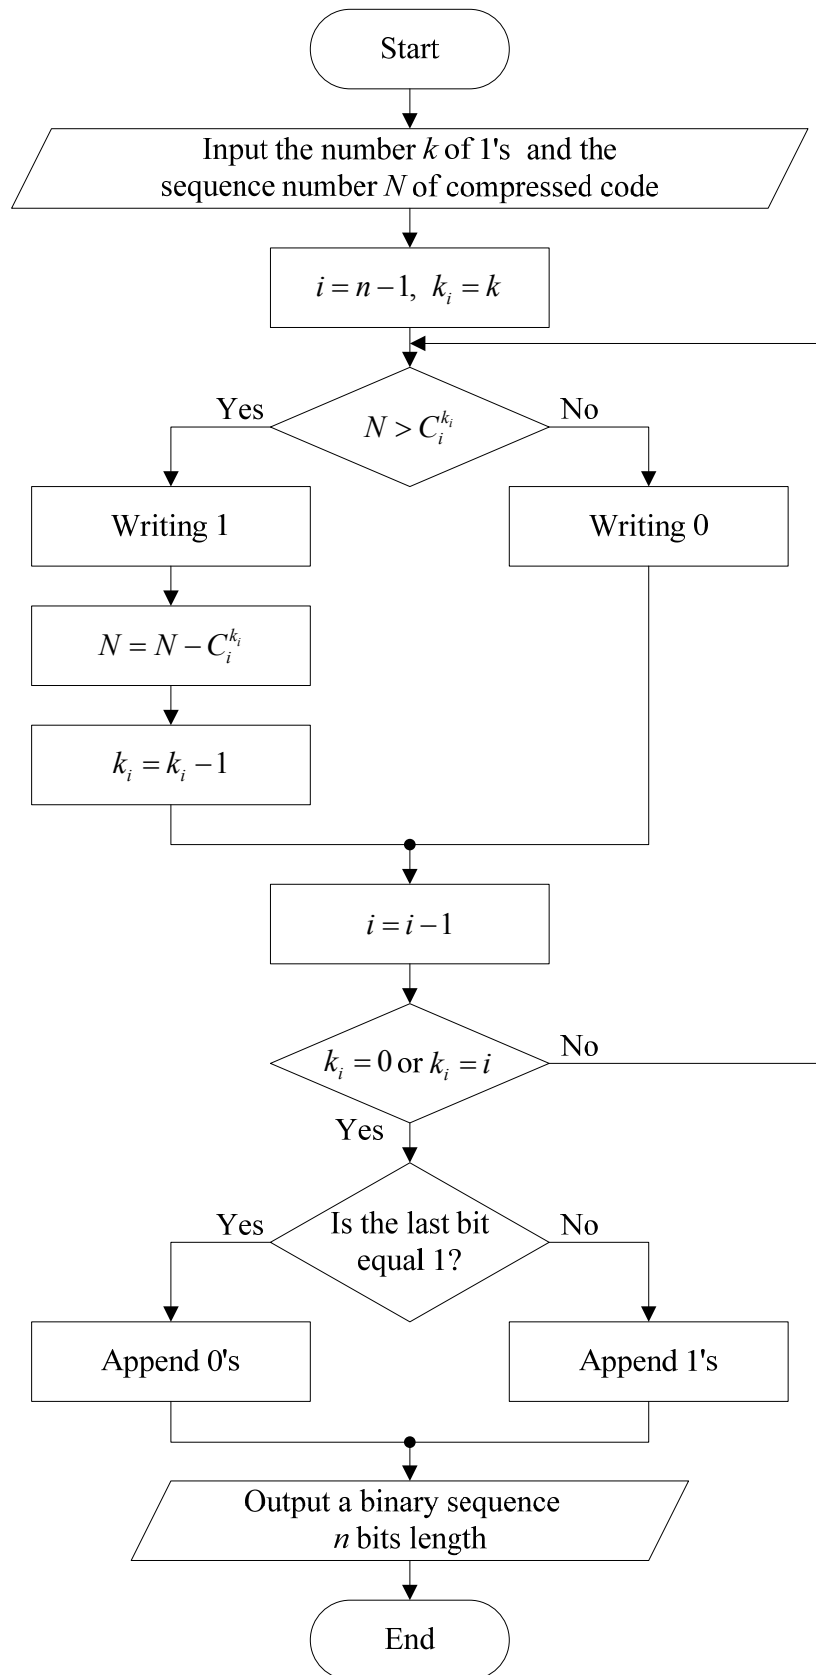 Start
Input the number k of 1's and the
sequence number N of compressed code
i = n − 1, k_i = k
N > C_i^{k_i}
Yes
No
Writing 1
Writing 0
N = N − C_i^{k_i}
k_i = k_i − 1
i = i − 1
k_i = 0 or k_i = i
No
Yes
Is the last bit
equal 1?
Yes
No
Append 0's
Append 1's
Output a binary sequence
n bits length
End